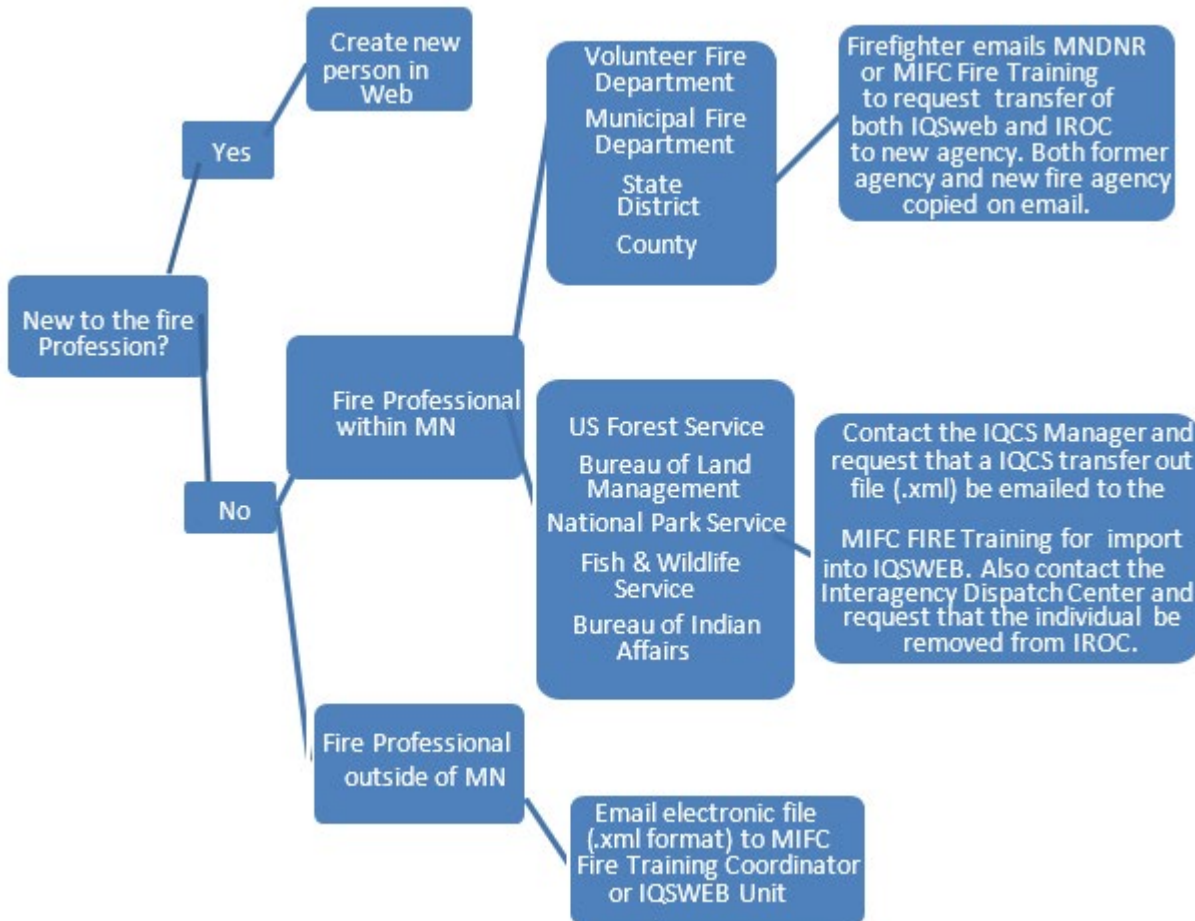 New to the fire
Profession?
Yes
Create new
person in
Web
No
Fire Professional
within MN
Volunteer Fire
Department
Municipal Fire
Department
State
District
County
Firefighter emails MNDNR
or MIFC Fire Training
to request transfer of
both IQSweb and IROC
to new agency. Both former
agency and new fire agency
copied on email.
US Forest Service
Bureau of Land
Management
National Park Service
Fish & Wildlife
Service
Bureau of Indian
Affairs
Contact the IQCS Manager and
request that a IQCS transfer out
file (.xml) be emailed to the
MIFC FIRE Training for import
into IQSWEB. Also contact the
Interagency Dispatch Center and
request that the individual be
removed from IROC.
Fire Professional
outside of MN
Email electronic file
(.xml format) to MIFC
Fire Training Coordinator
or IQSWEB Unit